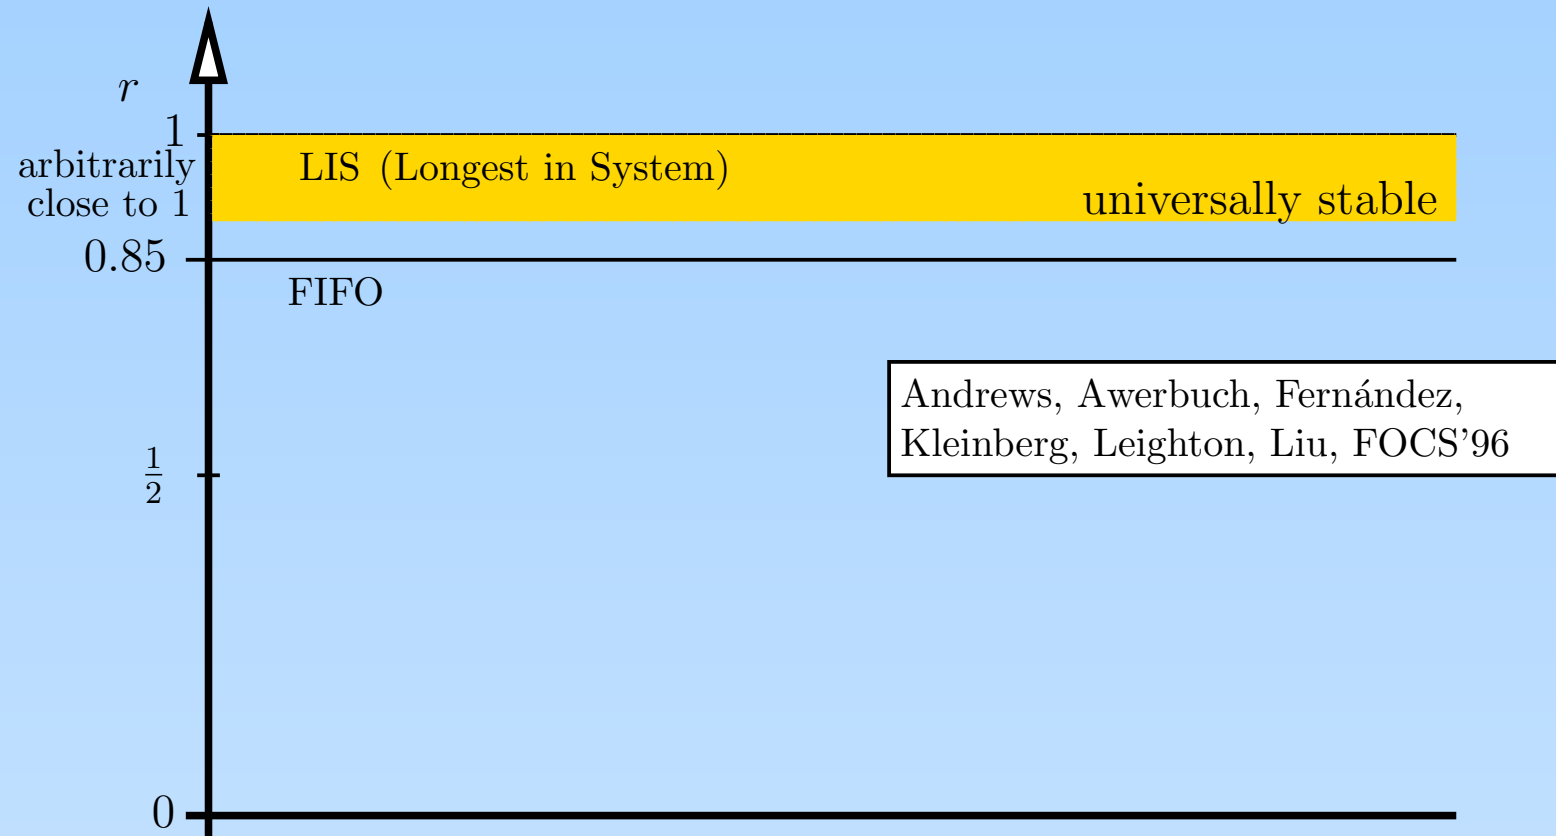 r
1
arbitrarily
close to 1
LIS (Longest in System)
universally stable
0.85
FIFO
Andrews, Awerbuch, Fernández,
Kleinberg, Leighton, Liu, FOCS'96
1
2
0